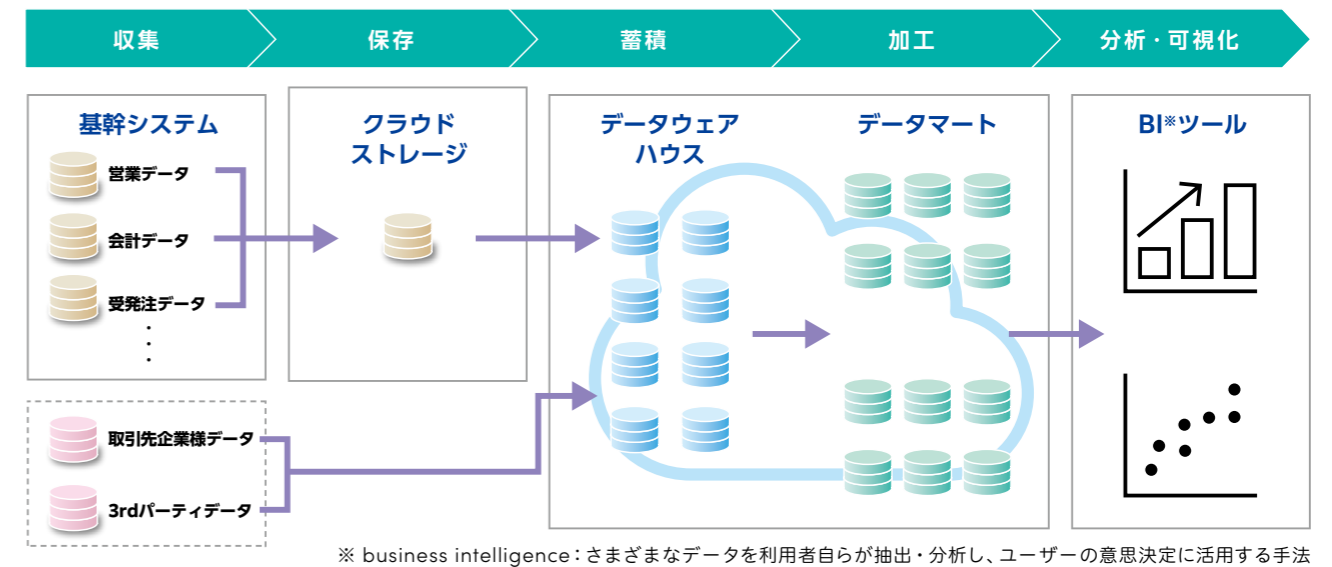 収集
保存
蓄積
加工
分析・可視化
基幹システム
営業データ
会計データ
受発注データ
クラウド
ストレージ
データウェア
ハウス
データマート
BI※ツール
取引先企業様データ
3rdパーティデータ
※ business intelligence：さまざまなデータを利用者自らが抽出・分析し、ユーザーの意思決定に活用する手法